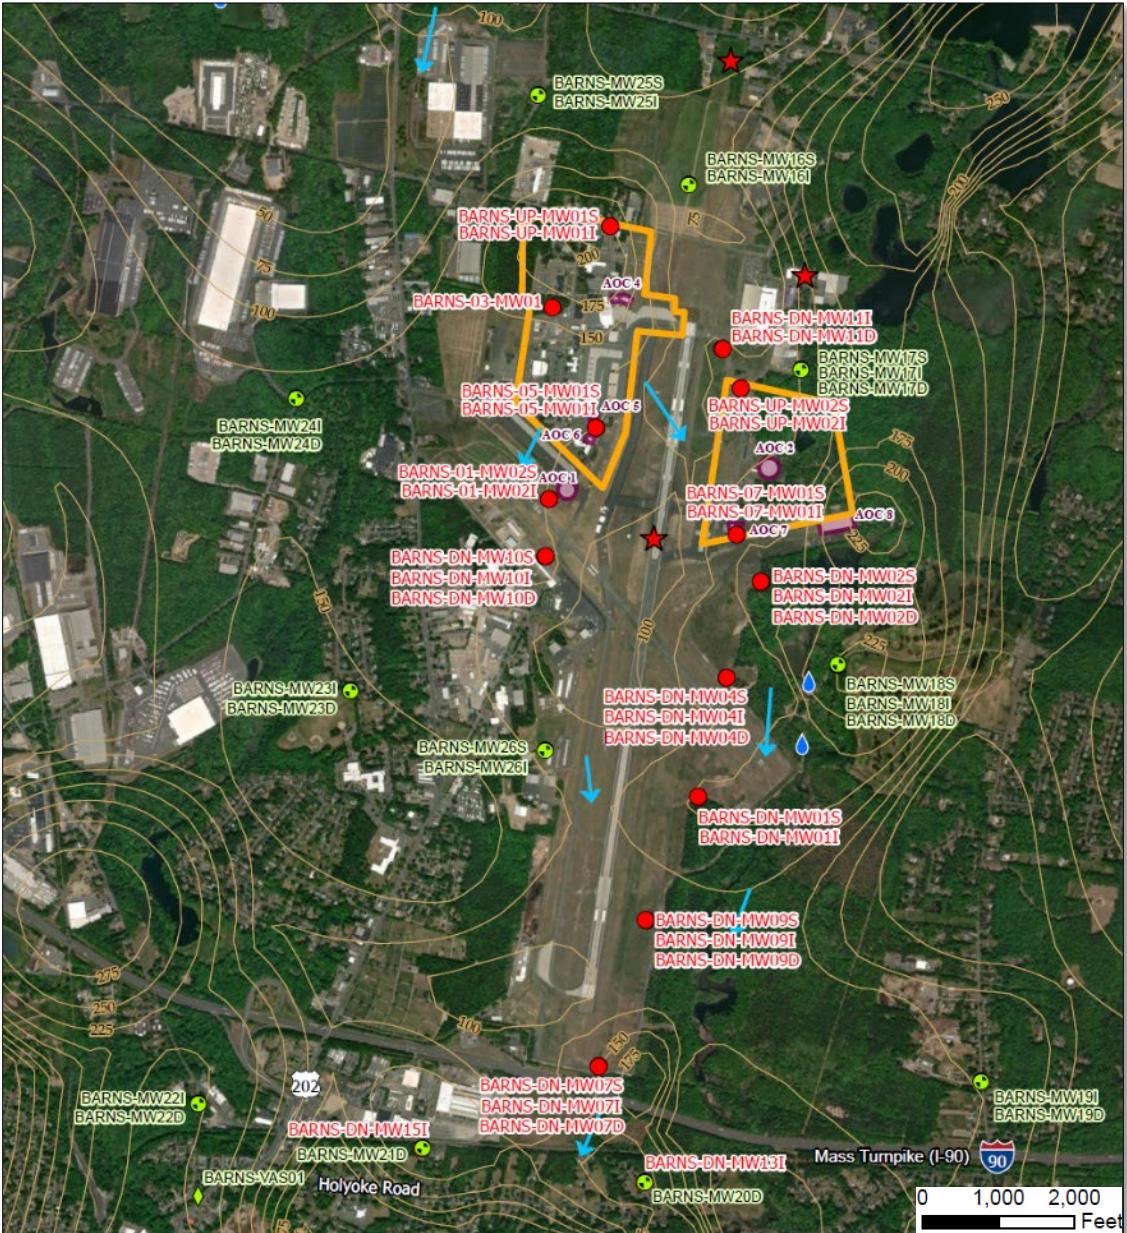 100
BARNS-MW25S
BARNS-MW25I
250
BARNS-MW16S
BARNS-MW16I
200
50
BARNS-UP-MW01S
BARNS-UP-MW01I
75
200
75
AOC 4
BARNS-03-MW01
175
100
150
BARNS-DN-MW11I
BARNS-DN-MW11D
BARNS-MW17S
BARNS-MW17I
BARNS-MW17D
BARNS-05-MW01S
BARNS-05-MW01I
AOC 5
BARNS-UP-MW02S
BARNS-UP-MW02I
BARNS-MW24I
BARNS-MW24D
AOC 6
175
AOC 2
BARNS-01-MW02S
BARNS-01-MW02I
AOC 1
200
BARNS-07-MW01S
BARNS-07-MW01I
AOC 8
AOC 7
225
BARNS-DN-MW10S
BARNS-DN-MW10I
BARNS-DN-MW10D
BARNS-DN-MW02S
BARNS-DN-MW02I
BARNS-DN-MW02D
150
100
225
BARNS-MW23I
BARNS-MW23D
BARNS-DN-MW04S
BARNS-DN-MW04I
BARNS-DN-MW04D
BARNS-MW18S
BARNS-MW18I
BARNS-MW18D
BARNS-MW26S
BARNS-MW26I
BARNS-DN-MW01S
BARNS-DN-MW01I
BARNS-DN-MW09S
BARNS-DN-MW09I
BARNS-DN-MW09D
275
250
225
100
150
175
202
BARNS-DN-MW07S
BARNS-DN-MW07I
BARNS-DN-MW07D
BARNS-MW22I
BARNS-MW22D
BARNS-MW19I
BARNS-MW19D
BARNS-DN-MW15I
BARNS-MW21D
BARNS-DN-MW13I
BARNS-MW20D
Mass Turnpike (I-90)
90
BARNS-VAS01
Holyoke Road
0 1,000 2,000
Feet